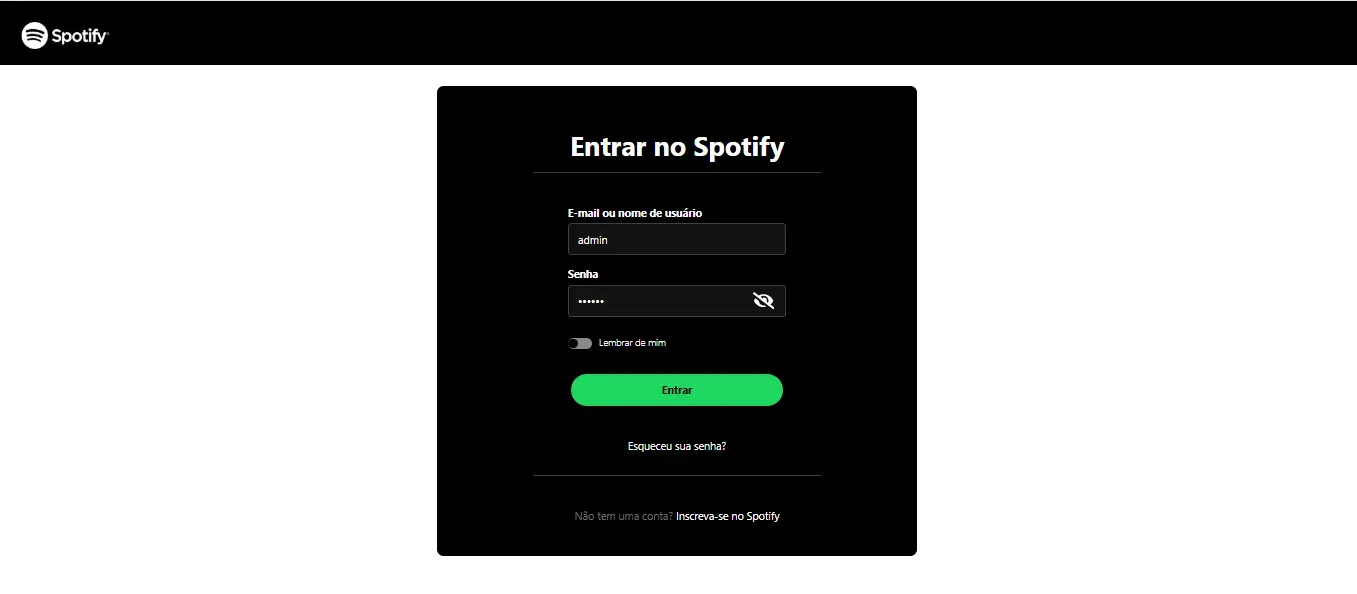 Spotify
Entrar no Spotify
E-mail ou nome de usuário
admin
Senha
••••••
Lembrar de mim
Entrar
Esqueceu sua senha?
Não tem uma conta? Inscreva-se no Spotify